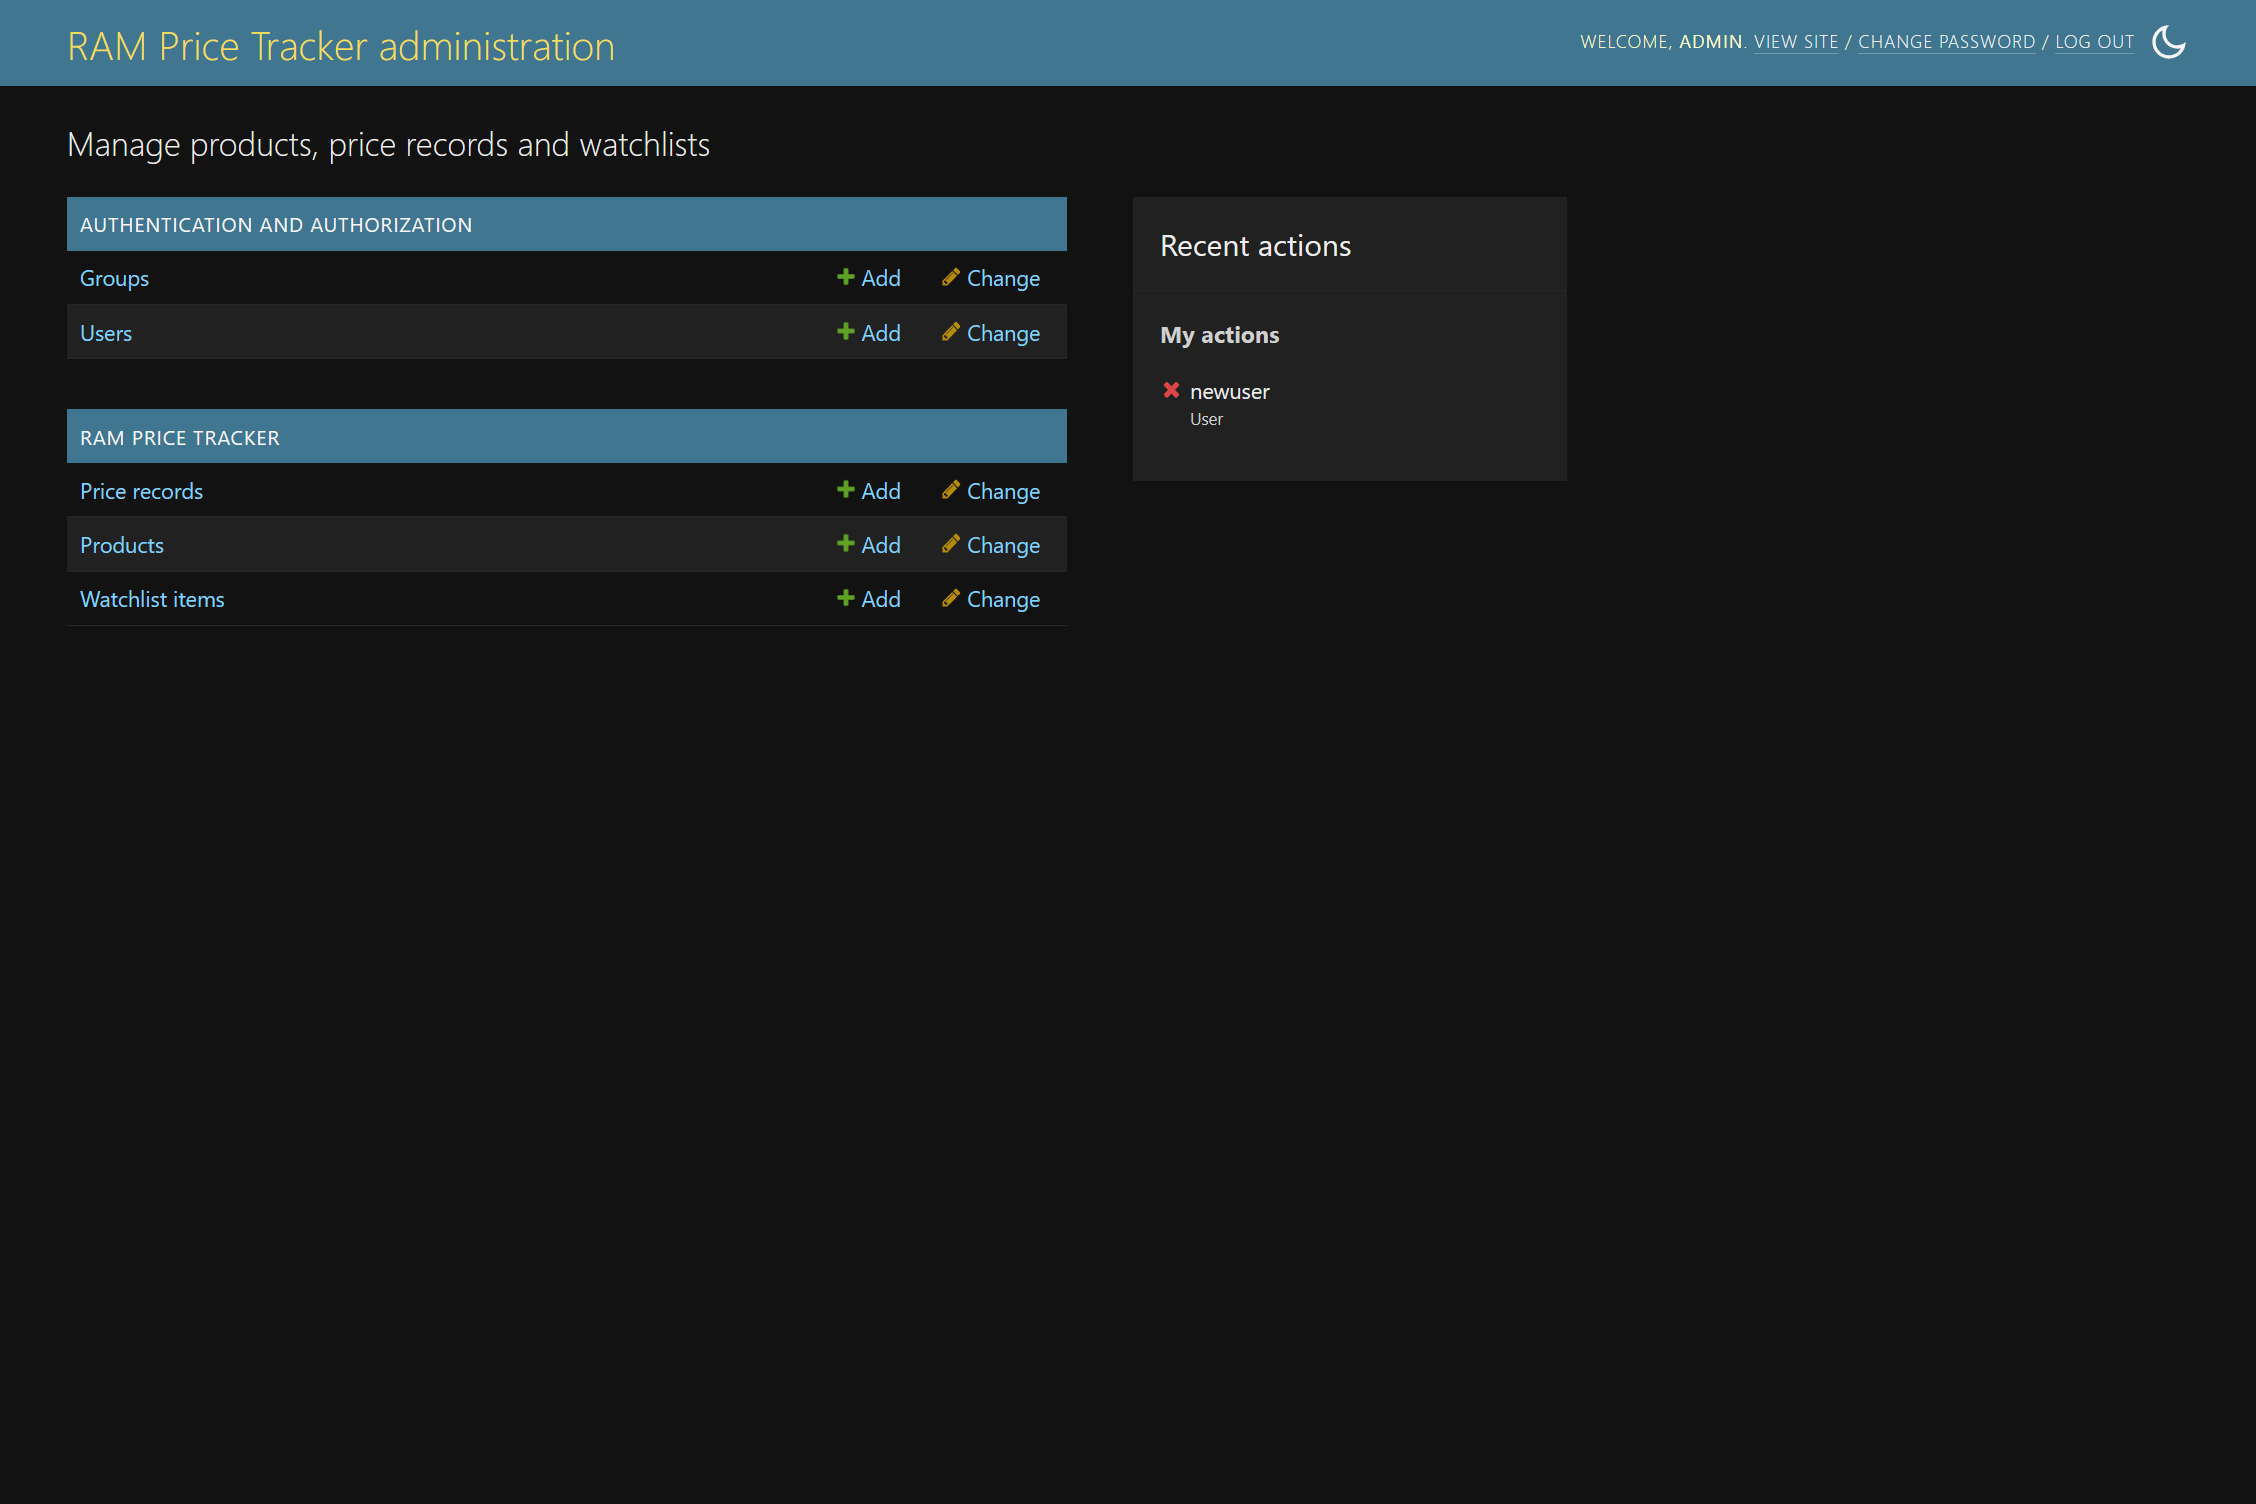 RAM Price Tracker administration
WELCOME, ADMIN. VIEW SITE / CHANGE PASSWORD / LOG OUT
Manage products, price records and watchlists
AUTHENTICATION AND AUTHORIZATION
Groups Add Change
Users Add Change
RAM PRICE TRACKER
Price records Add Change
Products Add Change
Watchlist items Add Change
Recent actions
My actions
newuser
User